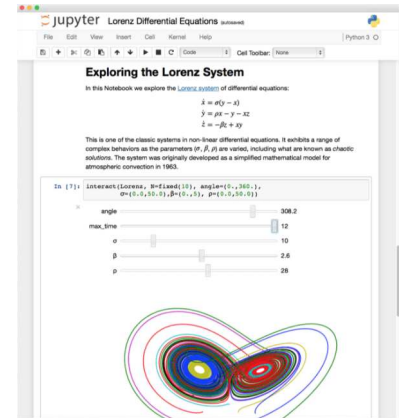 jupyter Lorenz Differential Equations (autosaved)
File Edit View Insert Cell Kernel Help Python 3
Code Cell Toolbar: None
Exploring the Lorenz System
In this Notebook we explore the Lorenz system of differential equations:
ẋ = σ(y − x)
ẏ = ρx − y − xz
ż = −βz + xy
This is one of the classic systems in non-linear differential equations. It exhibits a range of
complex behaviors as the parameters (σ, β, ρ) are varied, including what are known as chaotic
solutions. The system was originally developed as a simplified mathematical model for
atmospheric convection in 1963.
In [7]: interact(Lorenz, N=fixed(10), angle=(0.,360.),
σ=(0.0,50.0),β=(0.,5), ρ=(0.0,50.0))
angle 308.2
max_time 12
σ 10
β 2.6
ρ 28